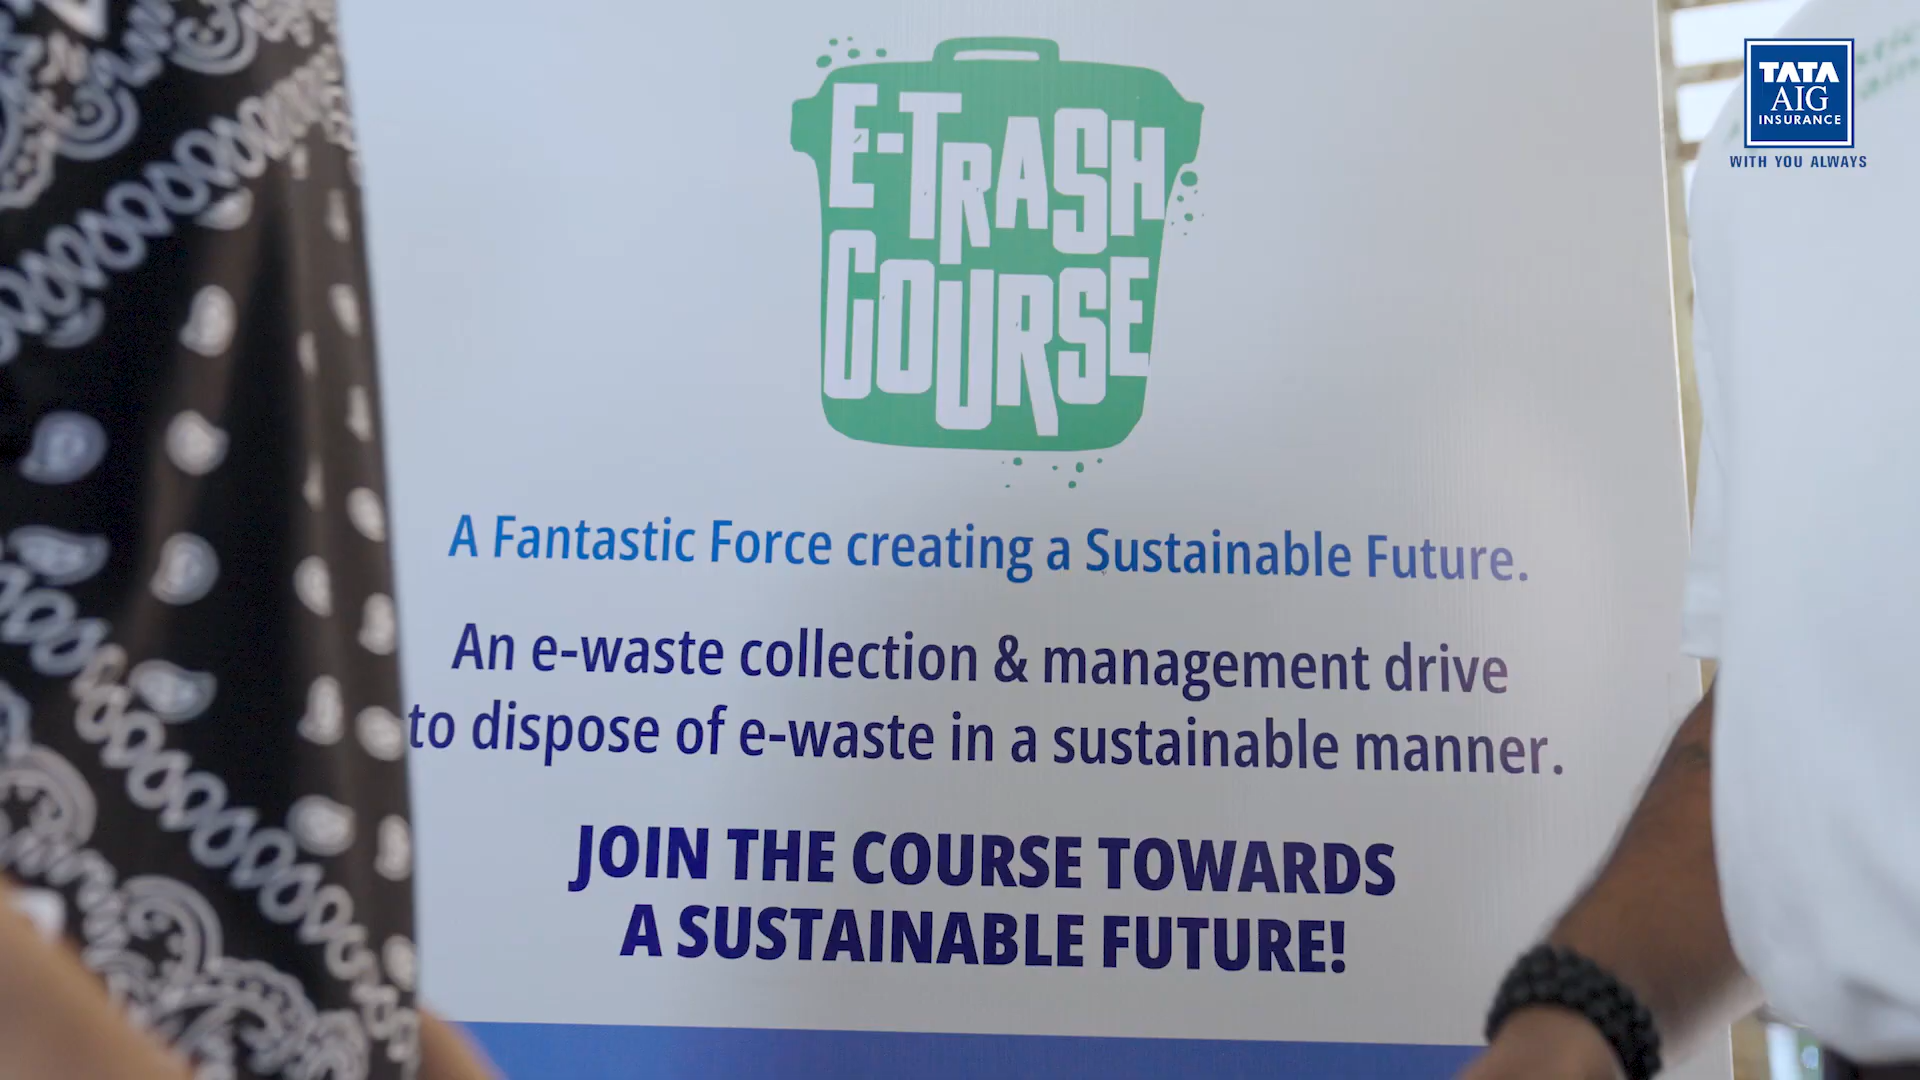 E-TRASH
COURSE
TATA
AIG
INSURANCE
WITH YOU ALWAYS
A Fantastic Force creating a Sustainable Future.
An e-waste collection & management drive
to dispose of e-waste in a sustainable manner.
JOIN THE COURSE TOWARDS
A SUSTAINABLE FUTURE!